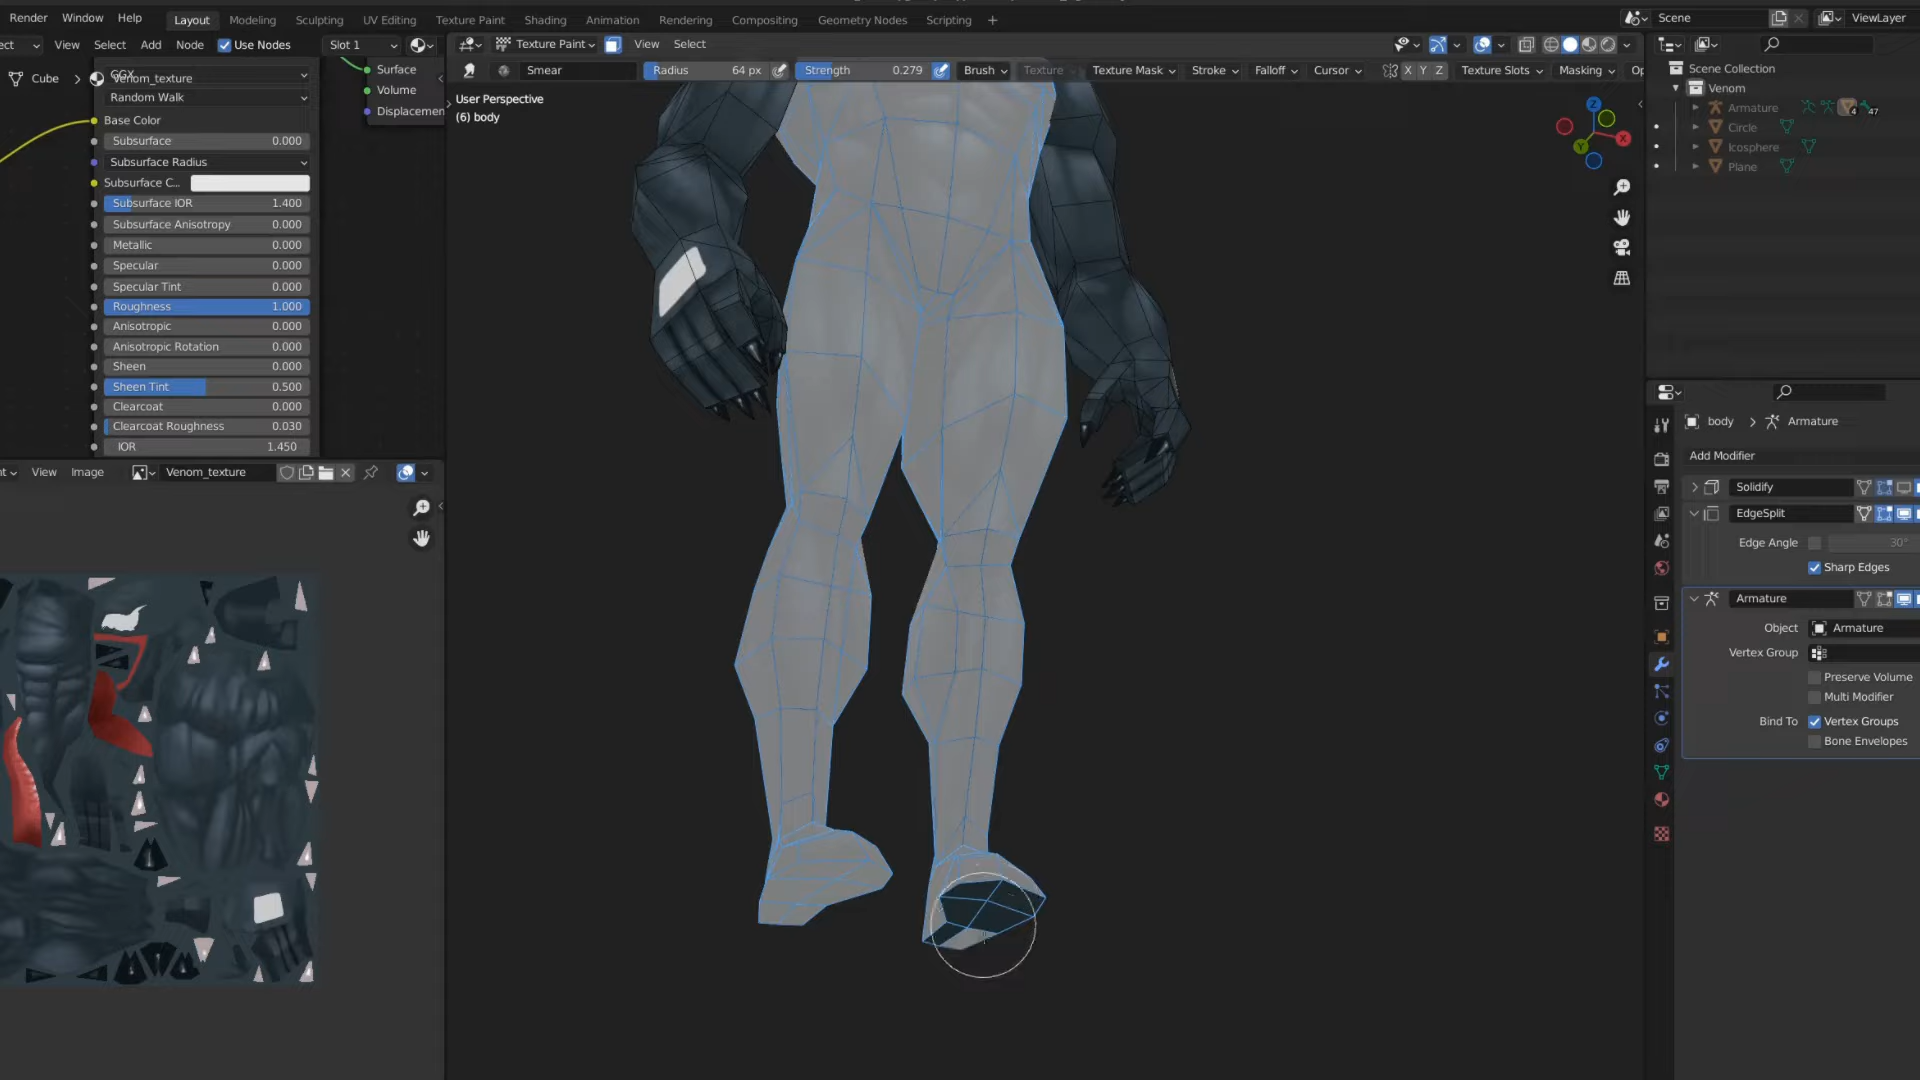 Render Window Help
Layout Modeling Sculpting UV Editing Texture Paint Shading Animation Rendering Compositing Geometry Nodes Scripting +
Scene ViewLayer
ect View Select Add Node Use Nodes Slot 1
Texture Paint View Select
Smear Radius 64 px Strength 0.279 Brush Texture Texture Mask Stroke Falloff Cursor X Y Z Texture Slots Masking Op
Cube > Venom_texture
GGX
Random Walk
Base Color
Subsurface 0.000
Subsurface Radius
Subsurface C...
Subsurface IOR 1.400
Subsurface Anisotropy 0.000
Metallic 0.000
Specular 0.000
Specular Tint 0.000
Roughness 1.000
Anisotropic 0.000
Anisotropic Rotation 0.000
Sheen 0.000
Sheen Tint 0.500
Clearcoat 0.000
Clearcoat Roughness 0.030
IOR 1.450
Surface
Volume
Displacemen
nt View Image Venom_texture
User Perspective
(6) body
Z
X
Y
Scene Collection
Venom
Armature 4 47
Circle
Icosphere
Plane
body > Armature
Add Modifier
Solidify
EdgeSplit
Edge Angle 30°
Sharp Edges
Armature
Object Armature
Vertex Group
Preserve Volume
Multi Modifier
Bind To Vertex Groups
Bone Envelopes